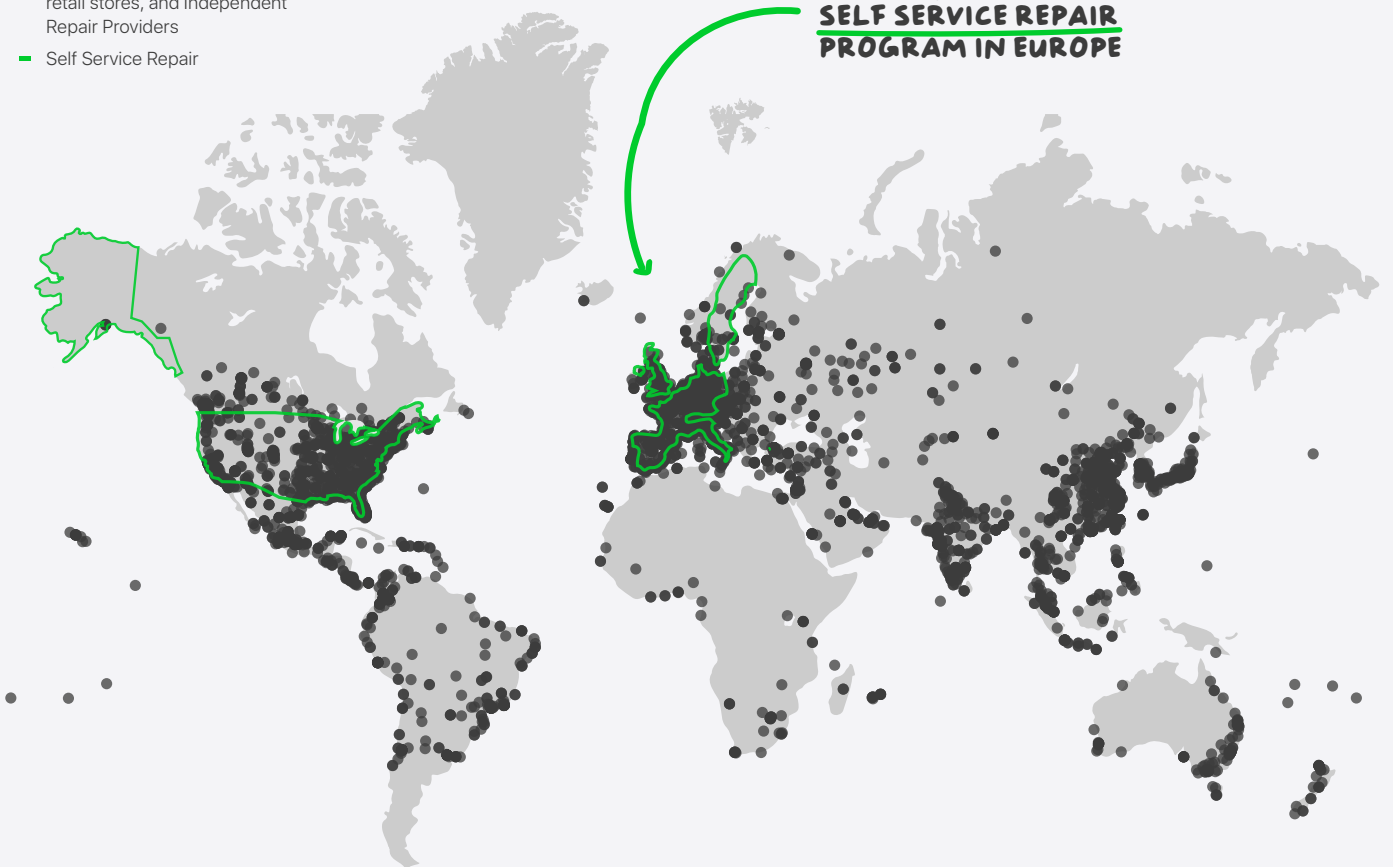 retail stores, and Independent
Repair Providers
Self Service Repair
SELF SERVICE REPAIR
PROGRAM IN EUROPE